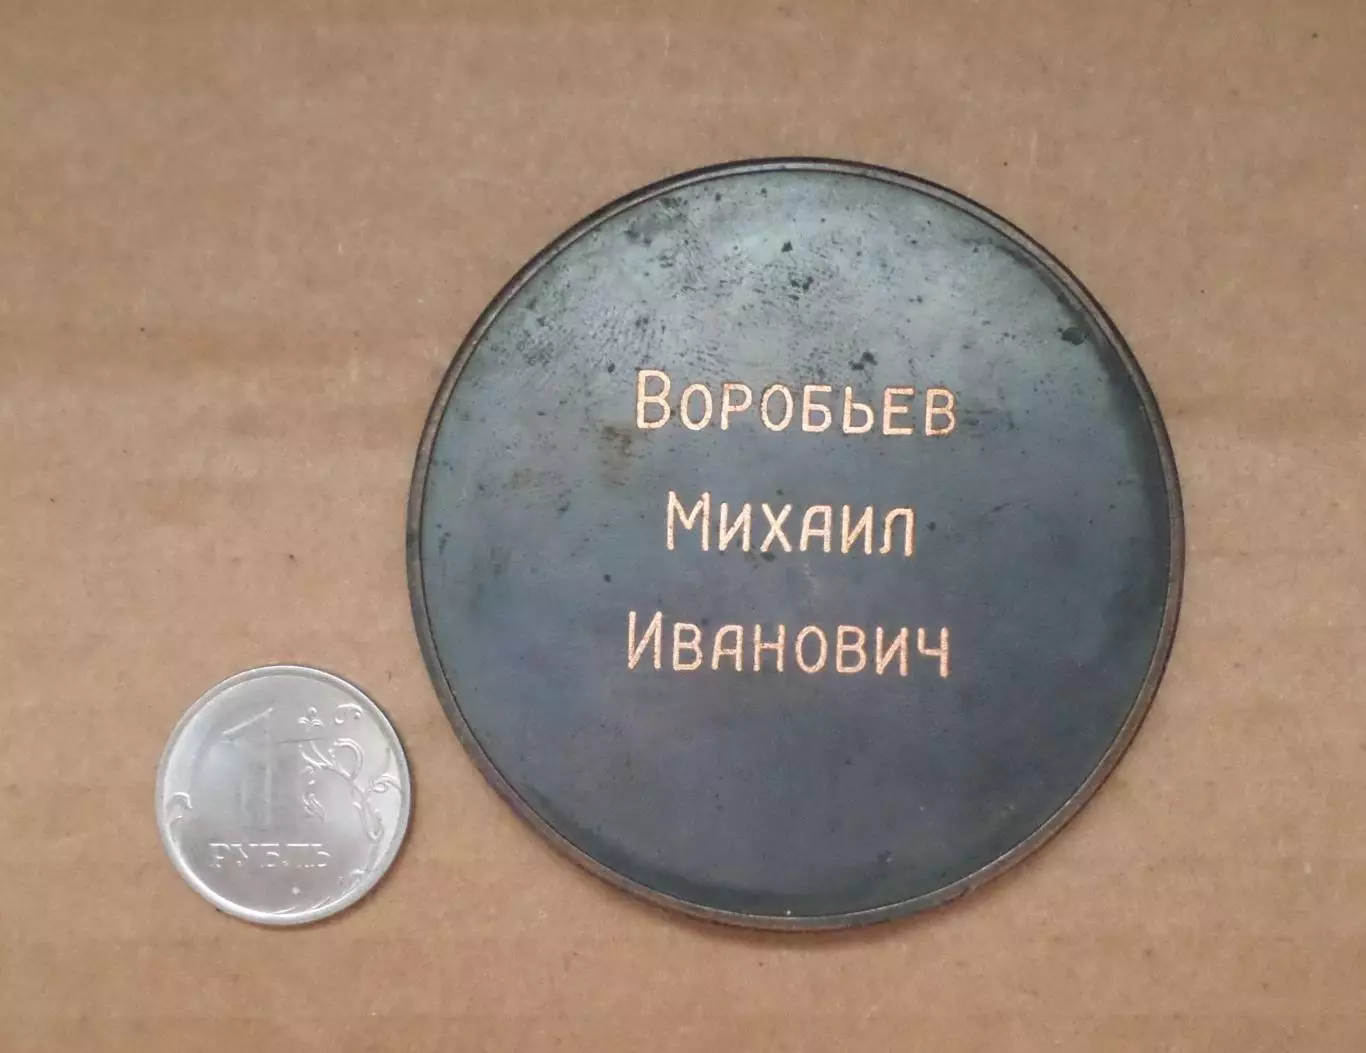 Воробьев
Михаил
Иванович
1
РУБЛЬ